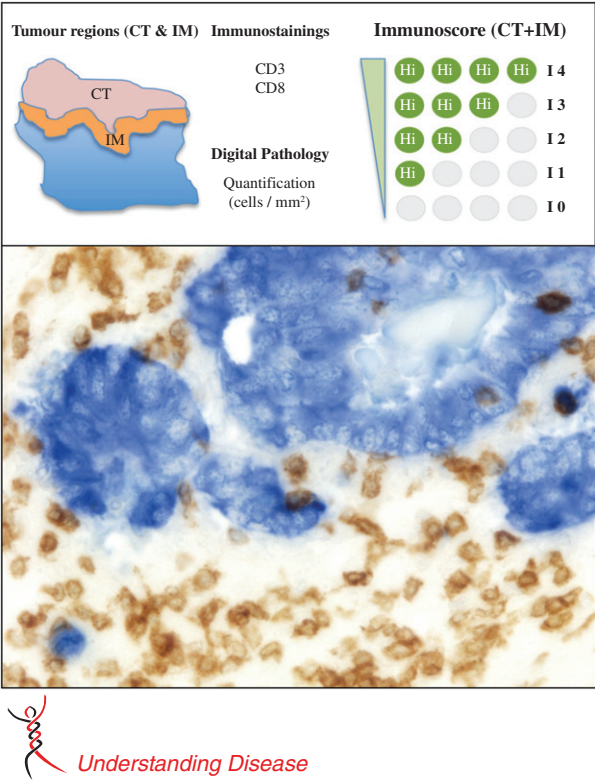 Tumour regions (CT & IM)
Immunostainings
Immunoscore (CT+IM)
CT
IM
CD3
CD8
Digital Pathology
Quantification
(cells / mm²)
Hi Hi Hi Hi I 4
Hi Hi Hi I 3
Hi Hi I 2
Hi I 1
I 0
Understanding Disease